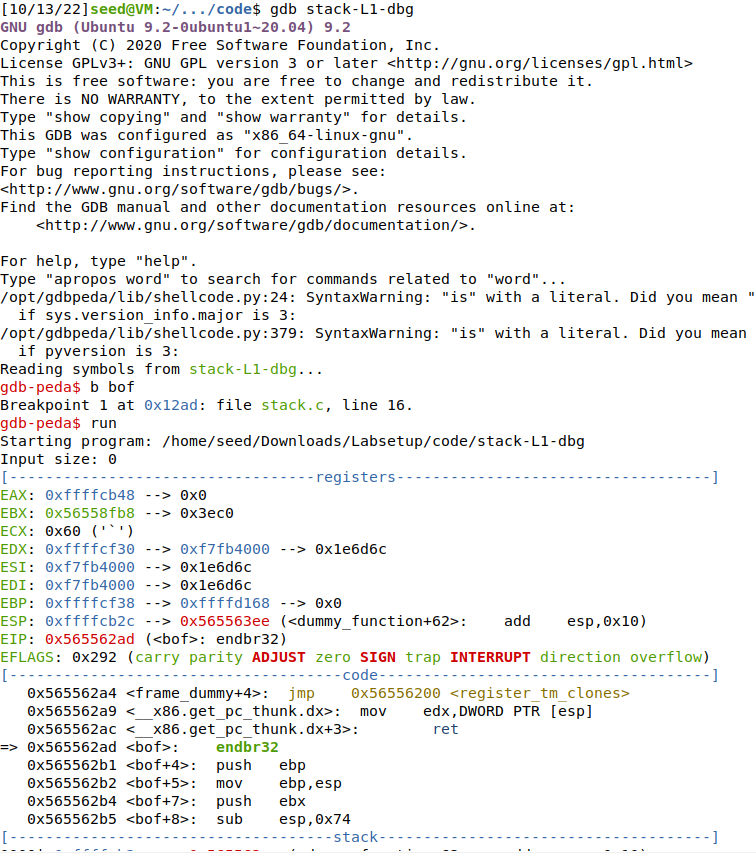 [10/13/22]seed@VM:~/.../code$ gdb stack-L1-dbg
GNU gdb (Ubuntu 9.2-0ubuntu1~20.04) 9.2
Copyright (C) 2020 Free Software Foundation, Inc.
License GPLv3+: GNU GPL version 3 or later <http://gnu.org/licenses/gpl.html>
This is free software: you are free to change and redistribute it.
There is NO WARRANTY, to the extent permitted by law.
Type "show copying" and "show warranty" for details.
This GDB was configured as "x86_64-linux-gnu".
Type "show configuration" for configuration details.
For bug reporting instructions, please see:
<http://www.gnu.org/software/gdb/bugs/>.
Find the GDB manual and other documentation resources online at:
    <http://www.gnu.org/software/gdb/documentation/>.

For help, type "help".
Type "apropos word" to search for commands related to "word"...
/opt/gdbpeda/lib/shellcode.py:24: SyntaxWarning: "is" with a literal. Did you mean "
  if sys.version_info.major is 3:
/opt/gdbpeda/lib/shellcode.py:379: SyntaxWarning: "is" with a literal. Did you mean
  if pyversion is 3:
Reading symbols from stack-L1-dbg...
gdb-peda$ b bof
Breakpoint 1 at 0x12ad: file stack.c, line 16.
gdb-peda$ run
Starting program: /home/seed/Downloads/Labsetup/code/stack-L1-dbg
Input size: 0
[----------------------------------registers-----------------------------------]
EAX: 0xffffcb48 --> 0x0
EBX: 0x56558fb8 --> 0x3ec0
ECX: 0x60 ('`')
EDX: 0xffffcf30 --> 0xf7fb4000 --> 0x1e6d6c
ESI: 0xf7fb4000 --> 0x1e6d6c
EDI: 0xf7fb4000 --> 0x1e6d6c
EBP: 0xffffcf38 --> 0xffffd168 --> 0x0
ESP: 0xffffcb2c --> 0x565563ee (<dummy_function+62>:    add    esp,0x10)
EIP: 0x565562ad (<bof>: endbr32)
EFLAGS: 0x292 (carry parity ADJUST zero SIGN trap INTERRUPT direction overflow)
[-------------------------------------code-------------------------------------]
   0x565562a4 <frame_dummy+4>:  jmp    0x56556200 <register_tm_clones>
   0x565562a9 <__x86.get_pc_thunk.dx>:  mov    edx,DWORD PTR [esp]
   0x565562ac <__x86.get_pc_thunk.dx+3>:        ret
=> 0x565562ad <bof>:    endbr32
   0x565562b1 <bof+4>:  push   ebp
   0x565562b2 <bof+5>:  mov    ebp,esp
   0x565562b4 <bof+7>:  push   ebx
   0x565562b5 <bof+8>:  sub    esp,0x74
[------------------------------------stack-------------------------------------]